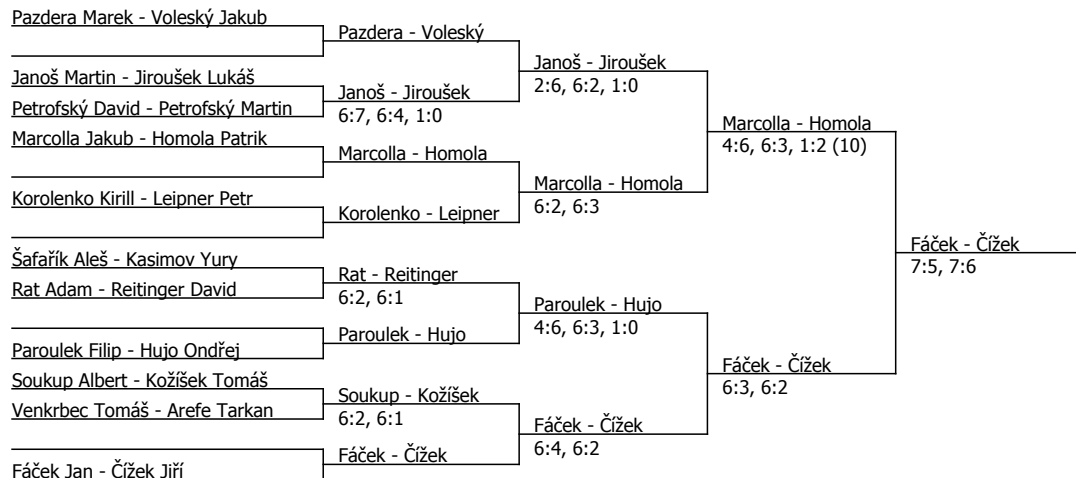 Pazdera Marek - Voleský Jakub
Janoš Martin - Jiroušek Lukáš
Petrofský David - Petrofský Martin
Marcolla Jakub - Homola Patrik
Korolenko Kirill - Leipner Petr
Šafařík Aleš - Kasimov Yury
Rat Adam - Reitinger David
Paroulek Filip - Hujo Ondřej
Soukup Albert - Kožíšek Tomáš
Venkrbec Tomáš - Arefe Tarkan
Fáček Jan - Čížek Jiří
Pazdera - Voleský
Janoš - Jiroušek
6:7, 6:4, 1:0
Marcolla - Homola
Korolenko - Leipner
Rat - Reitinger
6:2, 6:1
Paroulek - Hujo
Soukup - Kožíšek
6:2, 6:1
Fáček - Čížek
Janoš - Jiroušek
2:6, 6:2, 1:0
Marcolla - Homola
6:2, 6:3
Paroulek - Hujo
4:6, 6:3, 1:0
Fáček - Čížek
6:4, 6:2
Marcolla - Homola
4:6, 6:3, 1:2 (10)
Fáček - Čížek
6:3, 6:2
Fáček - Čížek
7:5, 7:6